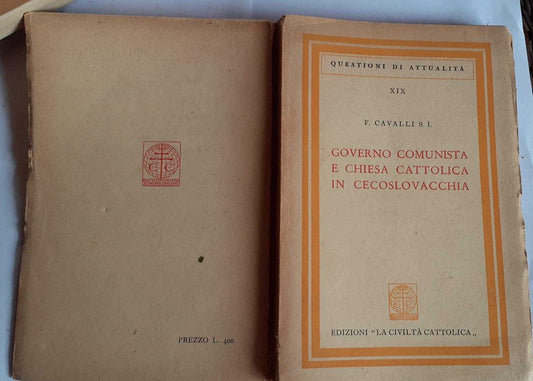 PREZZO L. 400
QUESTIONI DI ATTUALITÀ
XIX
F. CAVALLI S. I.
GOVERNO COMUNISTA
E CHIESA CATTOLICA
IN CECOSLOVACCHIA
EDIZIONI "LA CIVILTÀ CATTOLICA„